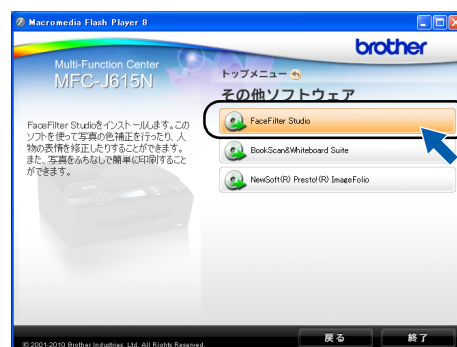 Macromedia Flash Player 8
brother
Multi-Function Center
MFC-J615N
トップメニュー
その他ソフトウェア
FaceFilter Studioをインストールします。この
ソフトを使って写真の色補正を行ったり、人
物の表情を修正したりすることができます。
また、写真をふちなしで簡単に印刷すること
ができます。
FaceFilter Studio
BookScan&Whiteboard Suite
NewSoft(R) Presto!(R) ImageFolio
© 2001-2010 Brother Industries, Ltd. All Rights Reserved.
戻る
終了